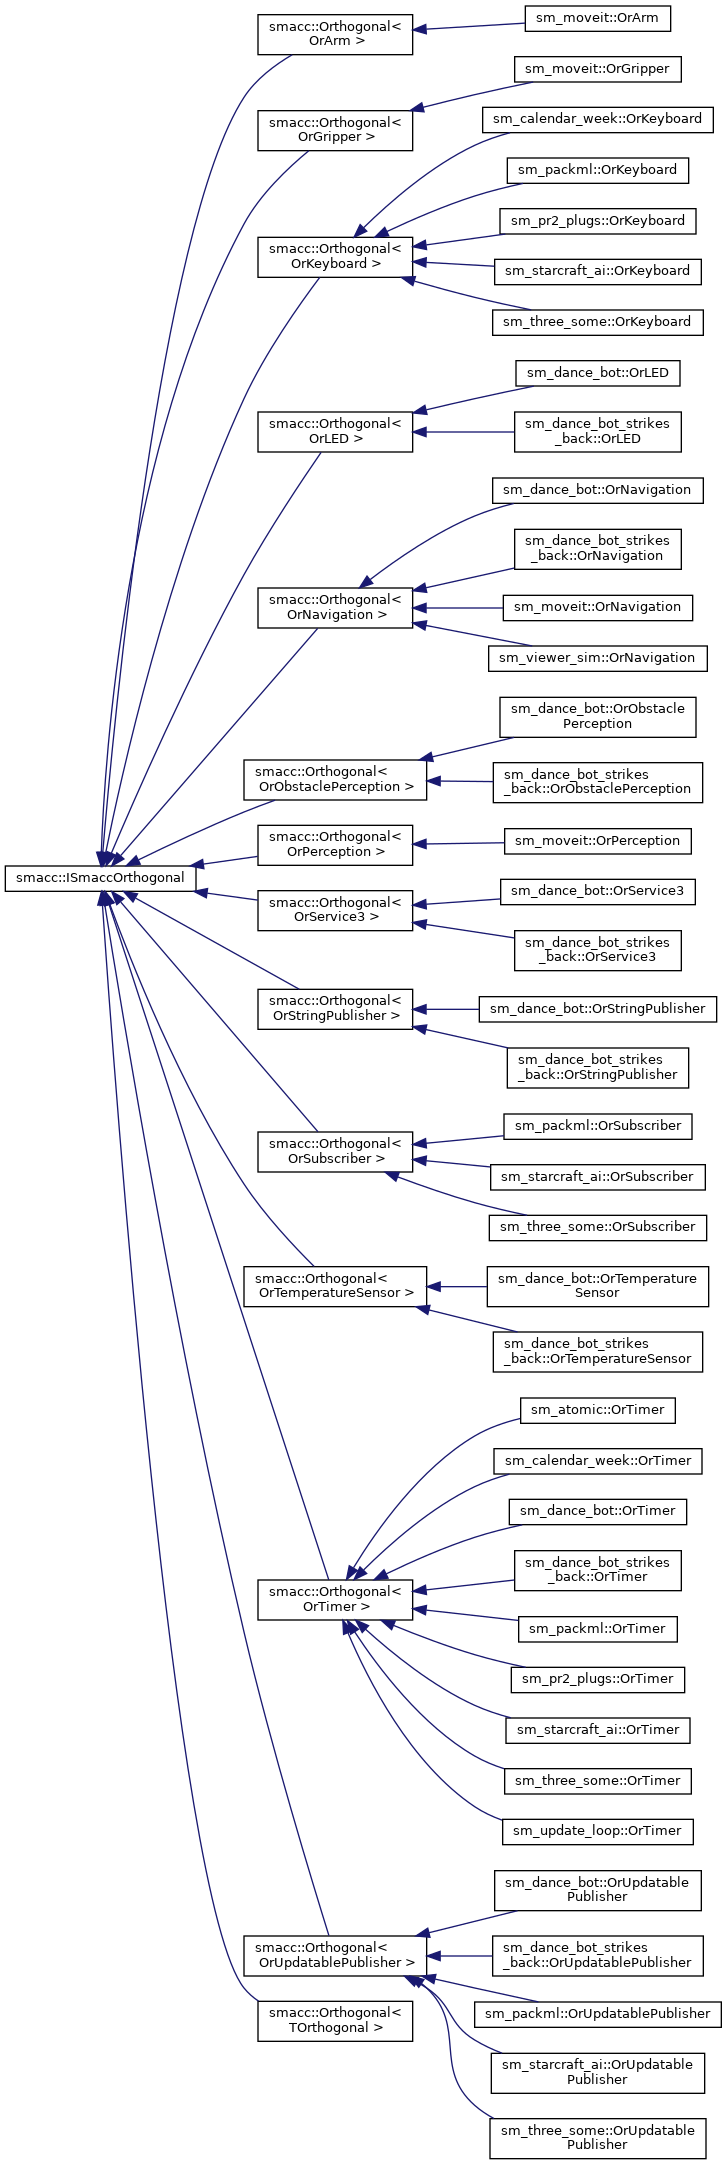 smacc::Orthogonal<
OrArm >
sm_moveit::OrArm
sm_moveit::OrGripper
smacc::Orthogonal<
OrGripper >
sm_calendar_week::OrKeyboard
sm_packml::OrKeyboard
sm_pr2_plugs::OrKeyboard
smacc::Orthogonal<
OrKeyboard >
sm_starcraft_ai::OrKeyboard
sm_three_some::OrKeyboard
sm_dance_bot::OrLED
smacc::Orthogonal<
OrLED >
sm_dance_bot_strikes
_back::OrLED
sm_dance_bot::OrNavigation
sm_dance_bot_strikes
_back::OrNavigation
smacc::Orthogonal<
OrNavigation >
sm_moveit::OrNavigation
sm_viewer_sim::OrNavigation
sm_dance_bot::OrObstacle
Perception
smacc::Orthogonal<
OrObstaclePerception >
sm_dance_bot_strikes
_back::OrObstaclePerception
smacc::Orthogonal<
OrPerception >
sm_moveit::OrPerception
smacc::ISmaccOrthogonal
smacc::Orthogonal<
OrService3 >
sm_dance_bot::OrService3
sm_dance_bot_strikes
_back::OrService3
smacc::Orthogonal<
OrStringPublisher >
sm_dance_bot::OrStringPublisher
sm_dance_bot_strikes
_back::OrStringPublisher
sm_packml::OrSubscriber
smacc::Orthogonal<
OrSubscriber >
sm_starcraft_ai::OrSubscriber
sm_three_some::OrSubscriber
smacc::Orthogonal<
OrTemperatureSensor >
sm_dance_bot::OrTemperature
Sensor
sm_dance_bot_strikes
_back::OrTemperatureSensor
sm_atomic::OrTimer
sm_calendar_week::OrTimer
sm_dance_bot::OrTimer
sm_dance_bot_strikes
_back::OrTimer
smacc::Orthogonal<
OrTimer >
sm_packml::OrTimer
sm_pr2_plugs::OrTimer
sm_starcraft_ai::OrTimer
sm_three_some::OrTimer
sm_update_loop::OrTimer
sm_dance_bot::OrUpdatable
Publisher
smacc::Orthogonal<
OrUpdatablePublisher >
sm_dance_bot_strikes
_back::OrUpdatablePublisher
sm_packml::OrUpdatablePublisher
smacc::Orthogonal<
TOrthogonal >
sm_starcraft_ai::OrUpdatable
Publisher
sm_three_some::OrUpdatable
Publisher